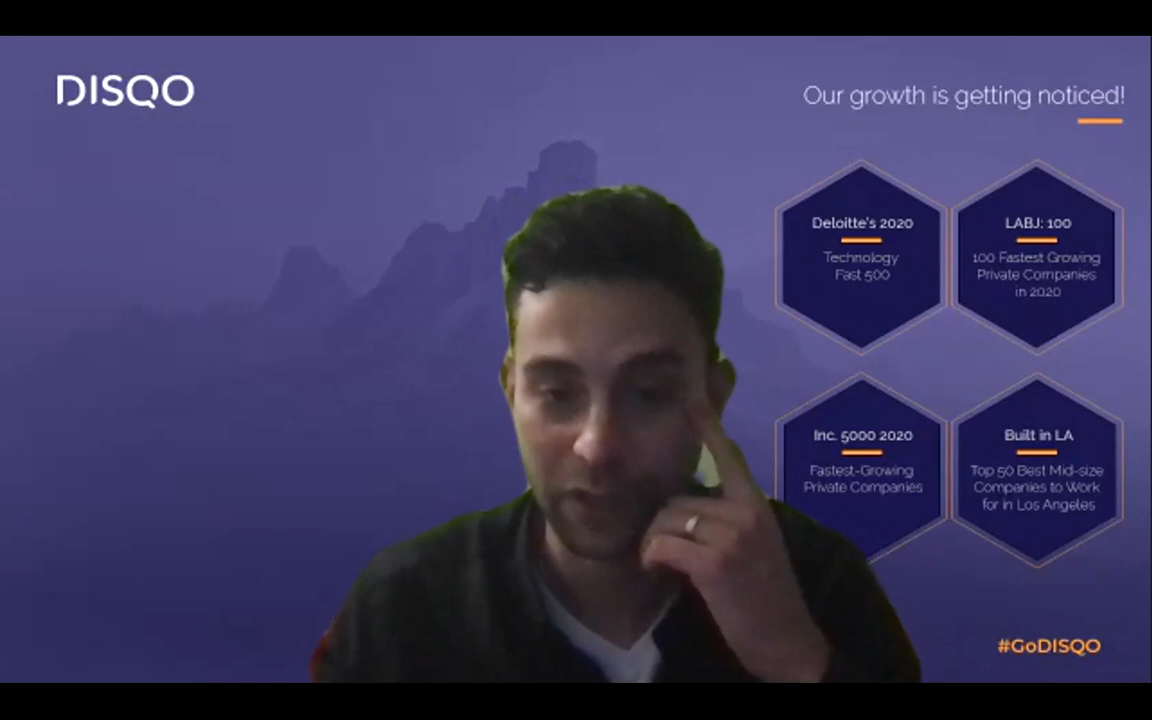 DISQO
Our growth is getting noticed!
Deloitte's 2020
Technology
Fast 500
LABJ: 100
100 Fastest Growing
Private Companies
in 2020
Inc. 5000 2020
Fastest-Growing
Private Companies
Built in LA
Top 50 Best Mid-size
Companies to Work
for in Los Angeles
#GoDISQO